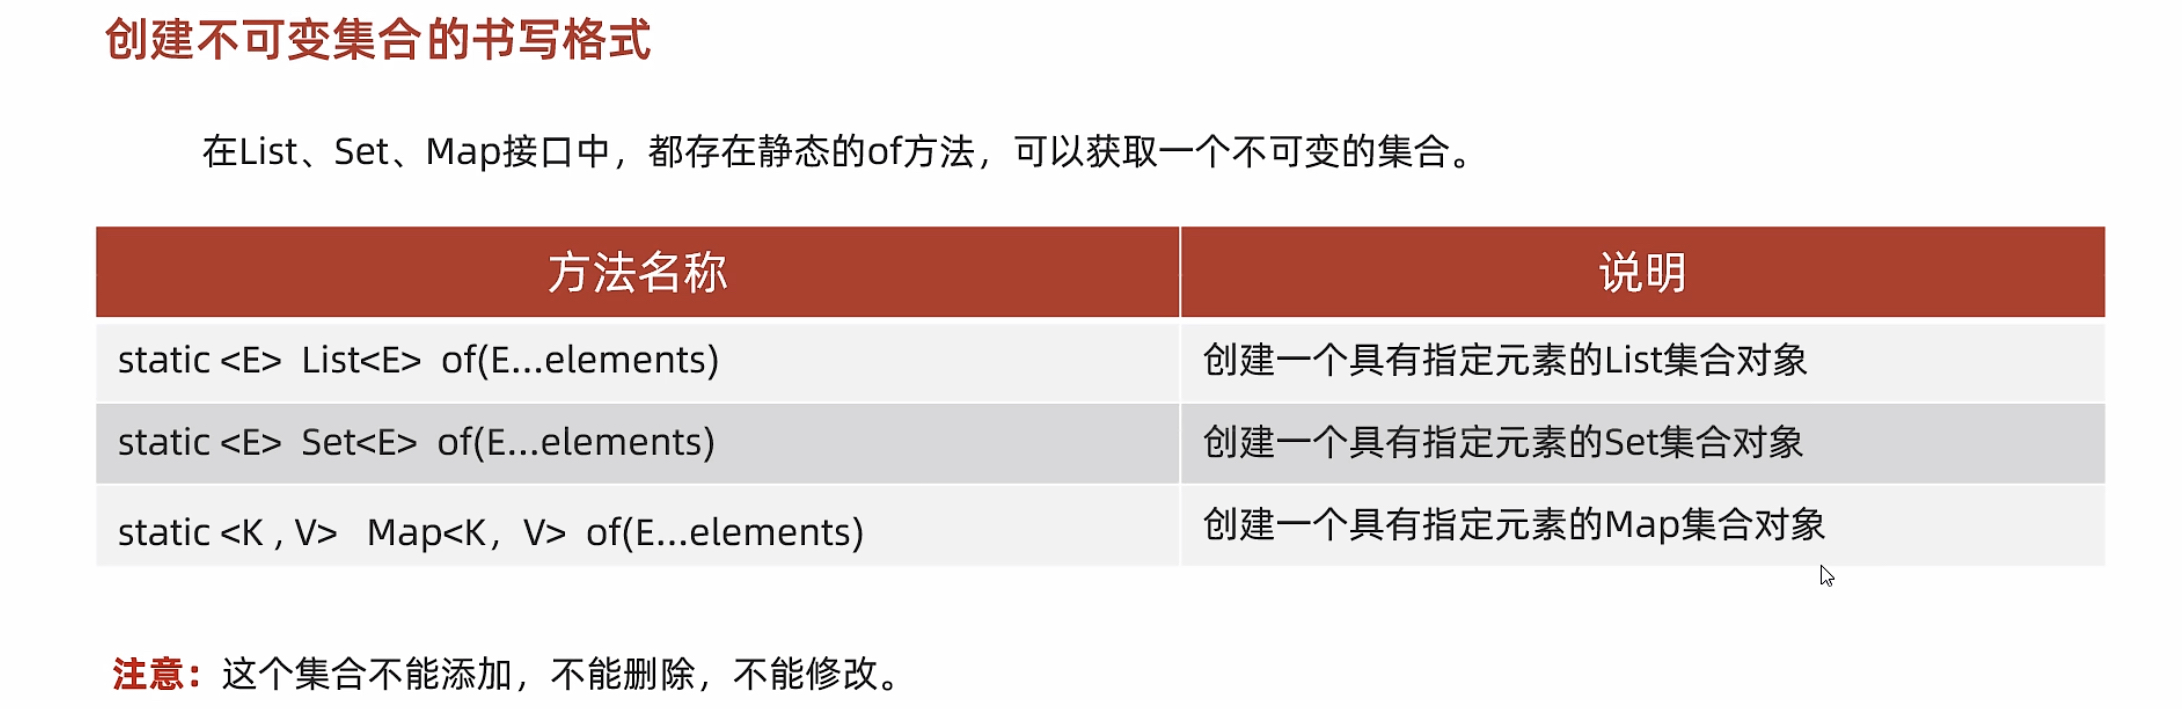 创建不可变集合的书写格式
在List、Set、Map接口中，都存在静态的of方法，可以获取一个不可变的集合。
方法名称 说明
static <E> List<E> of(E...elements) 创建一个具有指定元素的List集合对象
static <E> Set<E> of(E...elements) 创建一个具有指定元素的Set集合对象
static <K , V> Map<K，V> of(E...elements) 创建一个具有指定元素的Map集合对象
注意：这个集合不能添加，不能删除，不能修改。